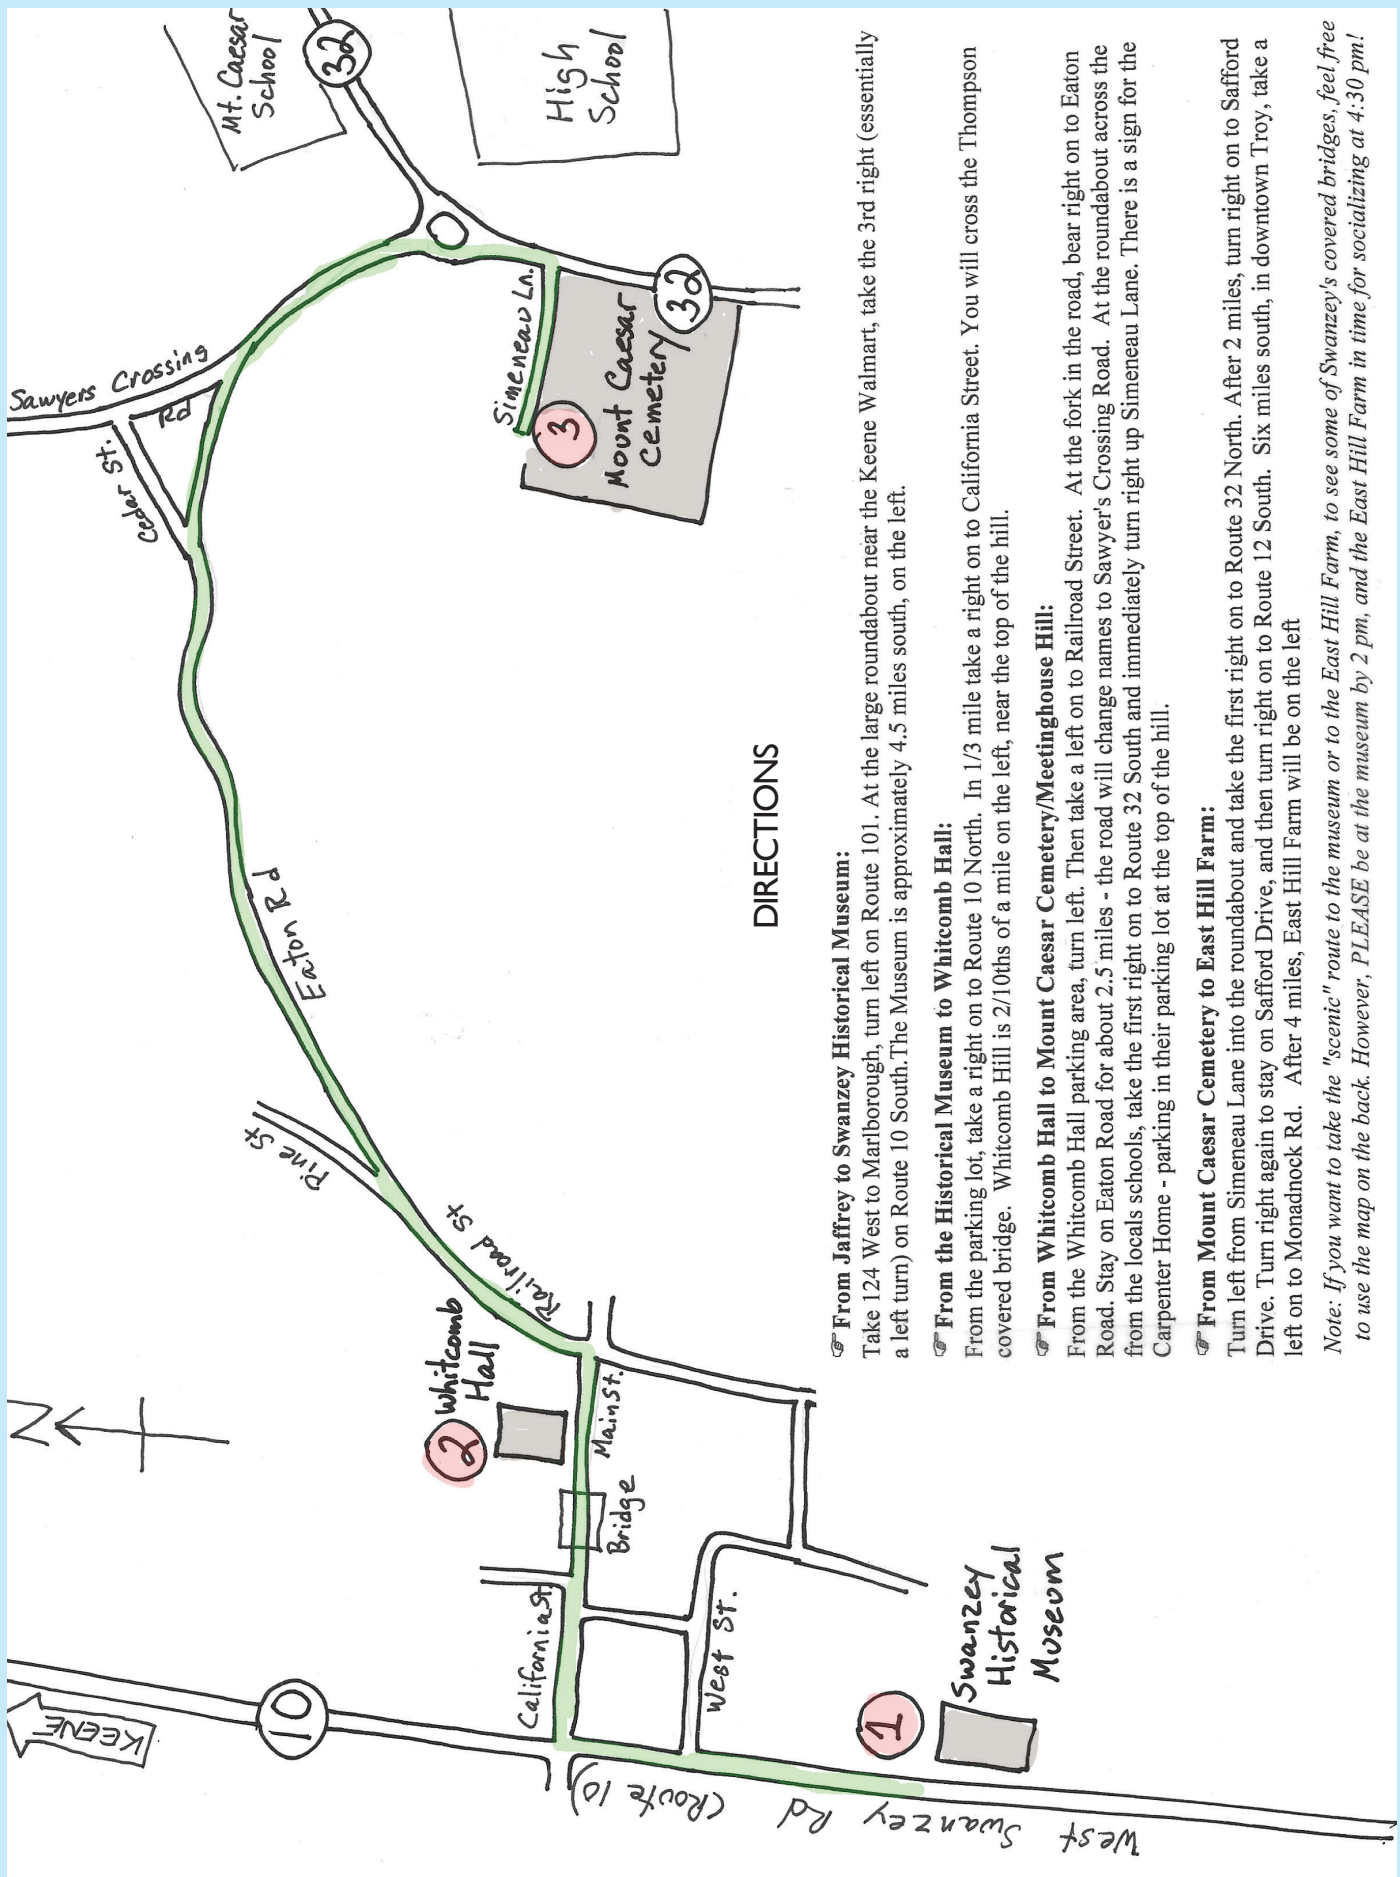 Mt. Caesar
School
32
High
School
Sawyers Crossing
Rd
Cedar St.
Simeneau Ln.
3
Mount Caesar
Cemetery
32
Eaton Rd
Pine St
Railroad St
N
2
Whitcomb
Hall
Main St.
Bridge
California St.
West St.
KEENE
10
1
Swanzey
Historical
Museum
West Swanzey Rd (Route 10)
DIRECTIONS
☞ From Jaffrey to Swanzey Historical Museum:
Take 124 West to Marlborough, turn left on Route 101. At the large roundabout near the Keene Walmart, take the 3rd right (essentially
a left turn) on Route 10 South.The Museum is approximately 4.5 miles south, on the left.
☞ From the Historical Museum to Whitcomb Hall:
From the parking lot, take a right on to Route 10 North. In 1/3 mile take a right on to California Street. You will cross the Thompson
covered bridge. Whitcomb Hill is 2/10ths of a mile on the left, near the top of the hill.
☞ From Whitcomb Hall to Mount Caesar Cemetery/Meetinghouse Hill:
From the Whitcomb Hall parking area, turn left. Then take a left on to Railroad Street. At the fork in the road, bear right on to Eaton
Road. Stay on Eaton Road for about 2.5 miles - the road will change names to Sawyer's Crossing Road. At the roundabout across the
from the locals schools, take the first right on to Route 32 South and immediately turn right up Simeneau Lane. There is a sign for the
Carpenter Home - parking in their parking lot at the top of the hill.
☞ From Mount Caesar Cemetery to East Hill Farm:
Turn left from Simeneau Lane into the roundabout and take the first right on to Route 32 North. After 2 miles, turn right on to Safford
Drive. Turn right again to stay on Safford Drive, and then turn right on to Route 12 South. Six miles south, in downtown Troy, take a
left on to Monadnock Rd. After 4 miles, East Hill Farm will be on the left
Note: If you want to take the "scenic" route to the museum or to the East Hill Farm, to see some of Swanzey's covered bridges, feel free
to use the map on the back. However, PLEASE be at the museum by 2 pm, and the East Hill Farm in time for socializing at 4:30 pm!